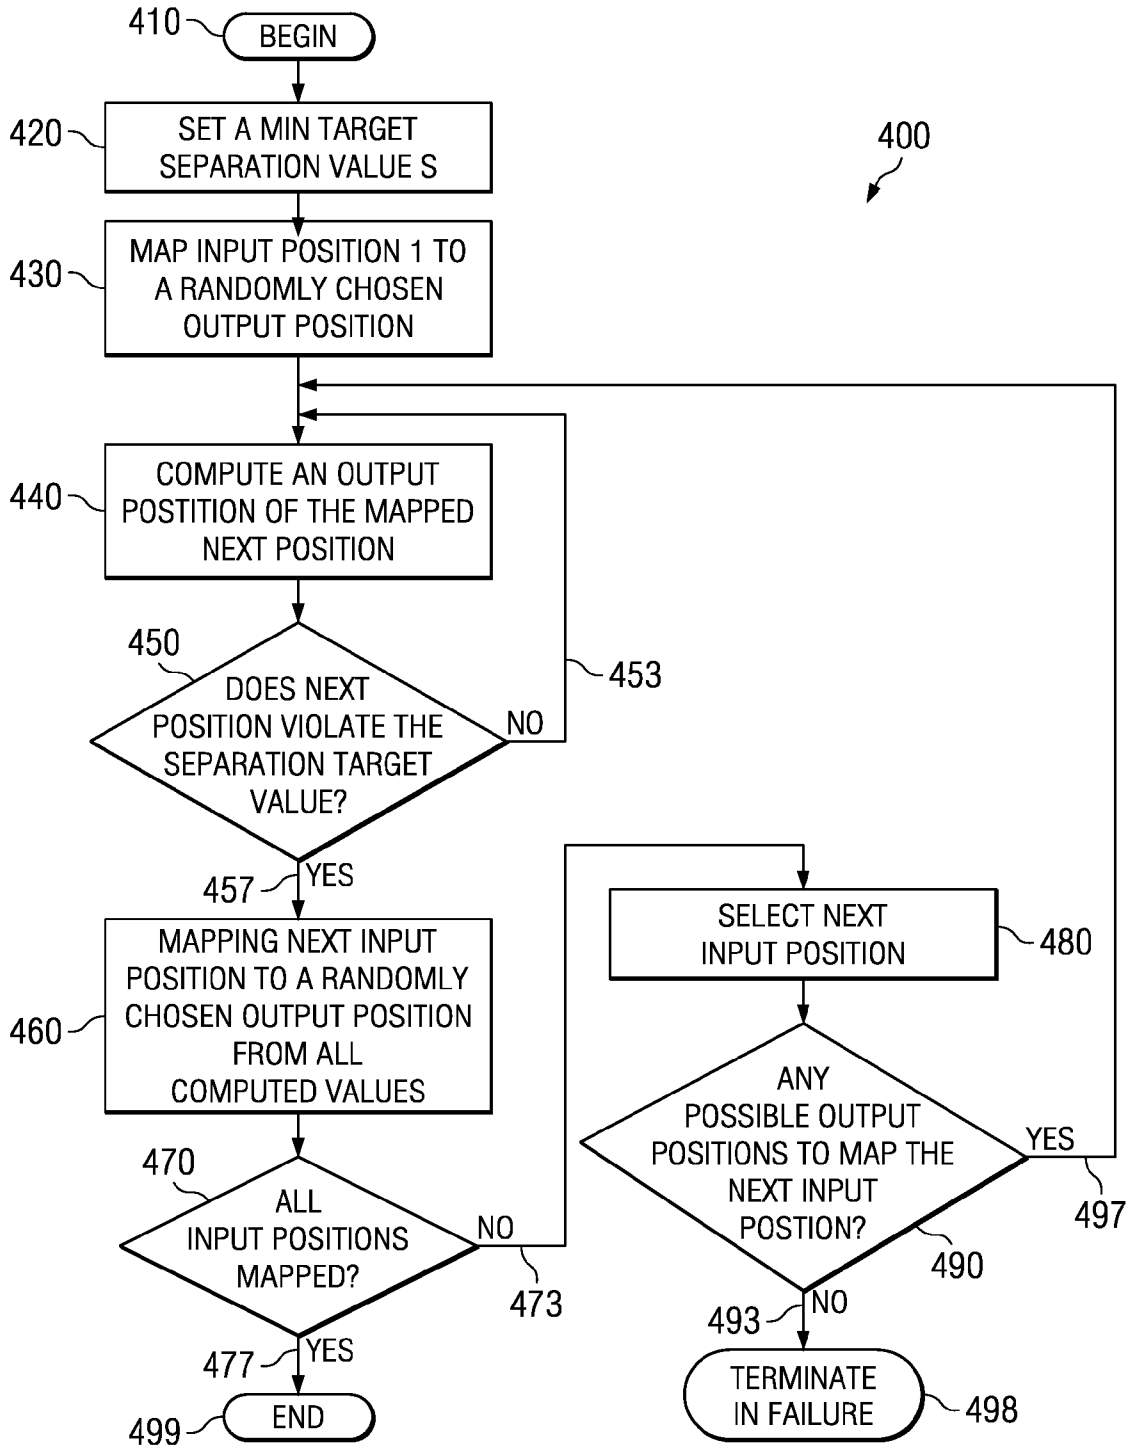 410
BEGIN
420
SET A MIN TARGET
SEPARATION VALUE S
400
430
MAP INPUT POSITION 1 TO
A RANDOMLY CHOSEN
OUTPUT POSITION
440
COMPUTE AN OUTPUT
POSTITION OF THE MAPPED
NEXT POSITION
450
DOES NEXT
POSITION VIOLATE THE
SEPARATION TARGET
VALUE?
NO
453
457
YES
460
MAPPING NEXT INPUT
POSITION TO A RANDOMLY
CHOSEN OUTPUT POSITION
FROM ALL
COMPUTED VALUES
470
ALL
INPUT POSITIONS
MAPPED?
NO
473
477
YES
499
END
SELECT NEXT
INPUT POSITION
480
ANY
POSSIBLE OUTPUT
POSITIONS TO MAP THE
NEXT INPUT
POSTION?
YES
497
490
493
NO
TERMINATE
IN FAILURE
498